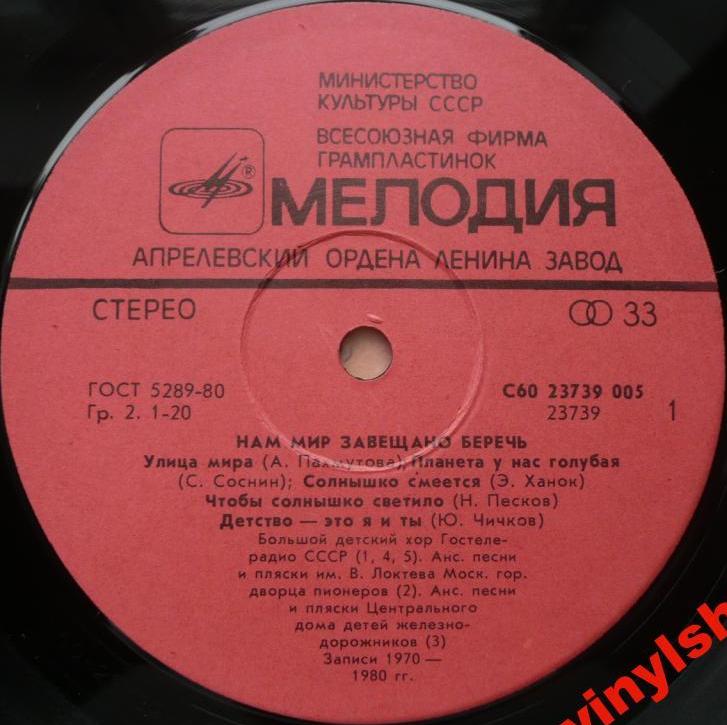 МИНИСТЕРСТВО
КУЛЬТУРЫ СССР
ВСЕСОЮЗНАЯ ФИРМА
ГРАМПЛАСТИНОК
®
МЕЛОДИЯ
АПРЕЛЕВСКИЙ ОРДЕНА ЛЕНИНА ЗАВОД
СТЕРЕО
33
ГОСТ 5289-80
С60 23739 005
Гр. 2. 1-20
23739 1
НАМ МИР ЗАВЕЩАНО БЕРЕЧЬ
Улица мира (А. Пахмутова); Планета у нас голубая
(С. Соснин); Солнышко смеется (Э. Ханок)
Чтобы солнышко светило (Н. Песков)
Детство — это я и ты (Ю. Чичков)
Большой детский хор Гостеле-
радио СССР (1, 4, 5). Анс. песни
и пляски им. В. Локтева Моск. гор.
дворца пионеров (2). Анс. песни
и пляски Центрального
дома детей железно-
дорожников (3)
Записи 1970—
1980 гг.
vinylsh